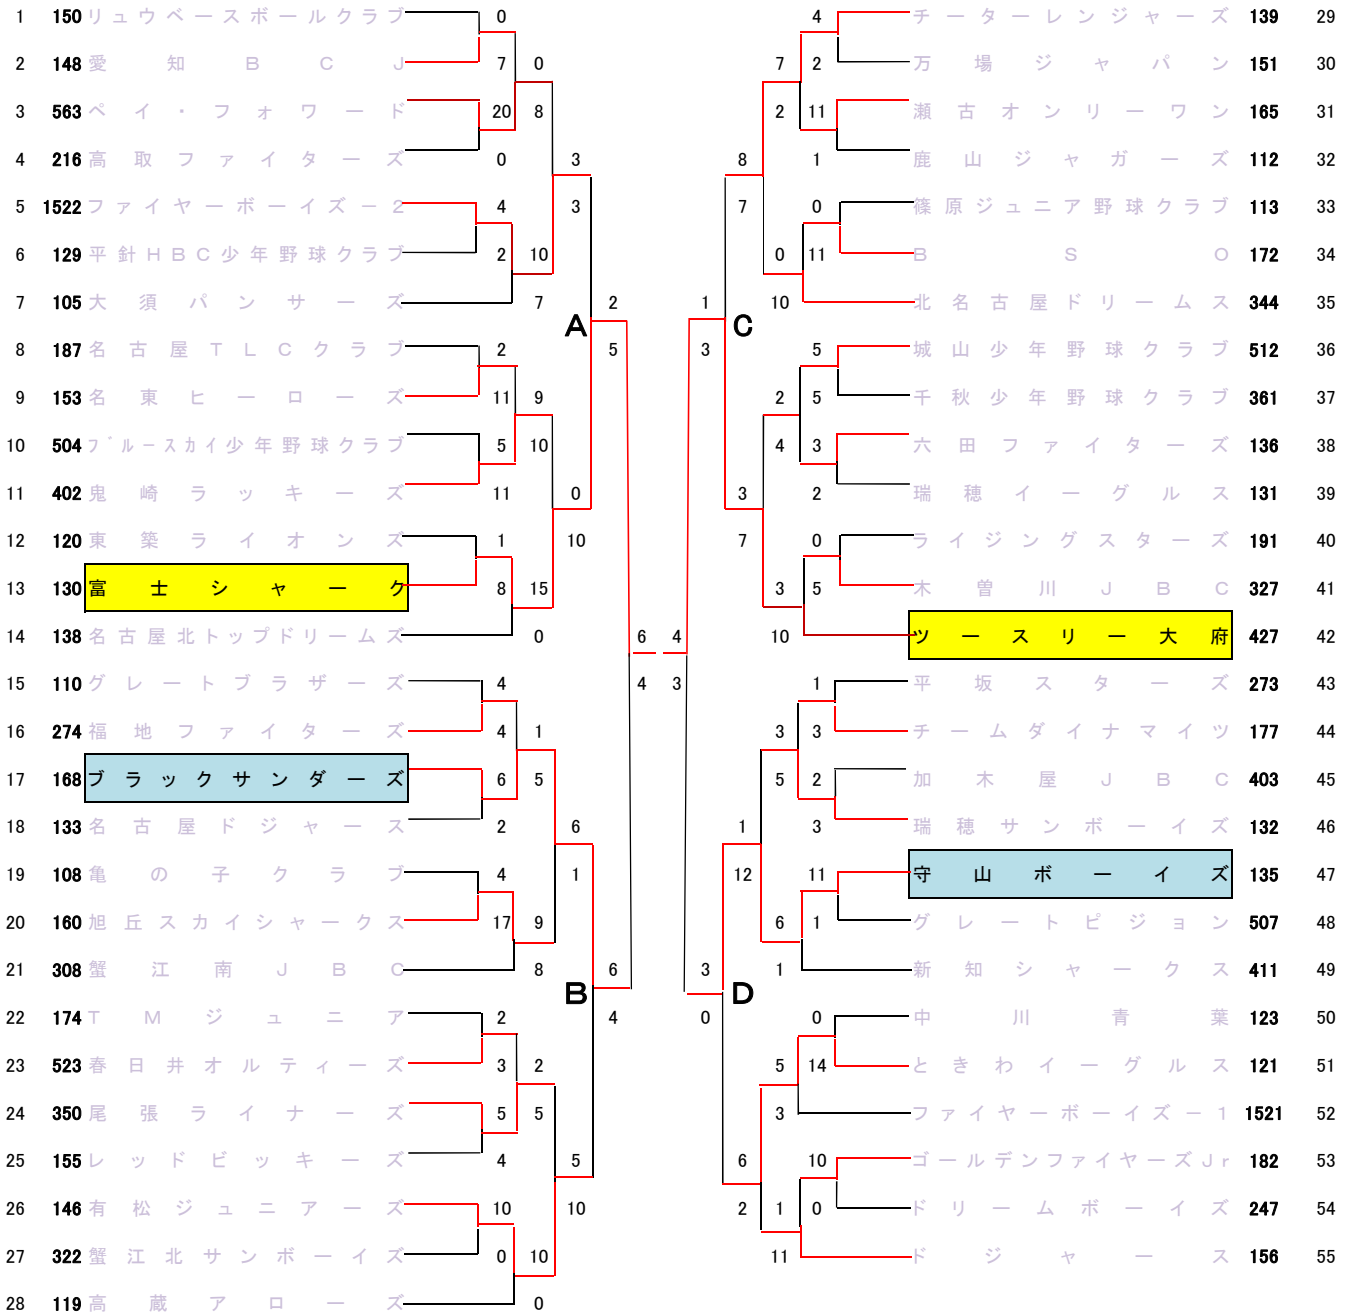 1 150 リュウベースボールクラブ 0 4 チーターレンジャーズ 139 29
2 148 愛知BCJ 7 0 7 2 万場ジャパン 151 30
3 563 ペイ・フォワード 20 8 2 11 瀬古オンリーワン 165 31
4 216 高取ファイターズ 0 3 8 1 鹿山ジャガーズ 112 32
5 1522 ファイヤーボーイズ－2 4 3 7 0 篠原ジュニア野球クラブ 113 33
6 129 平針HBC少年野球クラブ 2 10 0 11 BSO 172 34
7 105 大須パンサーズ 7 2 1 10 北名古屋ドリームス 344 35
A C
8 187 名古屋TLCクラブ 2 5 3 5 城山少年野球クラブ 512 36
9 153 名東ヒーローズ 11 9 2 5 千秋少年野球クラブ 361 37
10 504 ブルースカイ少年野球クラブ 5 10 4 3 六田ファイターズ 136 38
11 402 鬼崎ラッキーズ 11 0 3 2 瑞穂イーグルス 131 39
12 120 東築ライオンズ 1 10 7 0 ライジングスターズ 191 40
13 130 富士シャーク 8 15 3 5 木曽川JBC 327 41
14 138 名古屋北トップドリームズ 0 6 4 10 ツースリー大府 427 42
15 110 グレートブラザーズ 4 4 3 1 平坂スターズ 273 43
16 274 福地ファイターズ 4 1 3 3 チームダイナマイツ 177 44
17 168 ブラックサンダーズ 6 5 5 2 加木屋JBC 403 45
18 133 名古屋ドジャース 2 6 1 3 瑞穂サンボーイズ 132 46
19 108 亀の子クラブ 4 1 12 11 守山ボーイズ 135 47
20 160 旭丘スカイシャークス 17 9 6 1 グレートピジョン 507 48
21 308 蟹江南JBC 8 6 3 1 新知シャークス 411 49
B D
22 174 TMジュニア 2 4 0 0 中川青葉 123 50
23 523 春日井オルティーズ 3 2 5 14 ときわイーグルス 121 51
24 350 尾張ライナーズ 5 5 3 ファイヤーボーイズ－1 1521 52
25 155 レッドビッキーズ 4 5 6 10 ゴールデンファイヤーズJr 182 53
26 146 有松ジュニアーズ 10 10 2 1 0 ドリームボーイズ 247 54
27 322 蟹江北サンボーイズ 0 10 11 ドジャース 156 55
28 119 高蔵アローズ 0